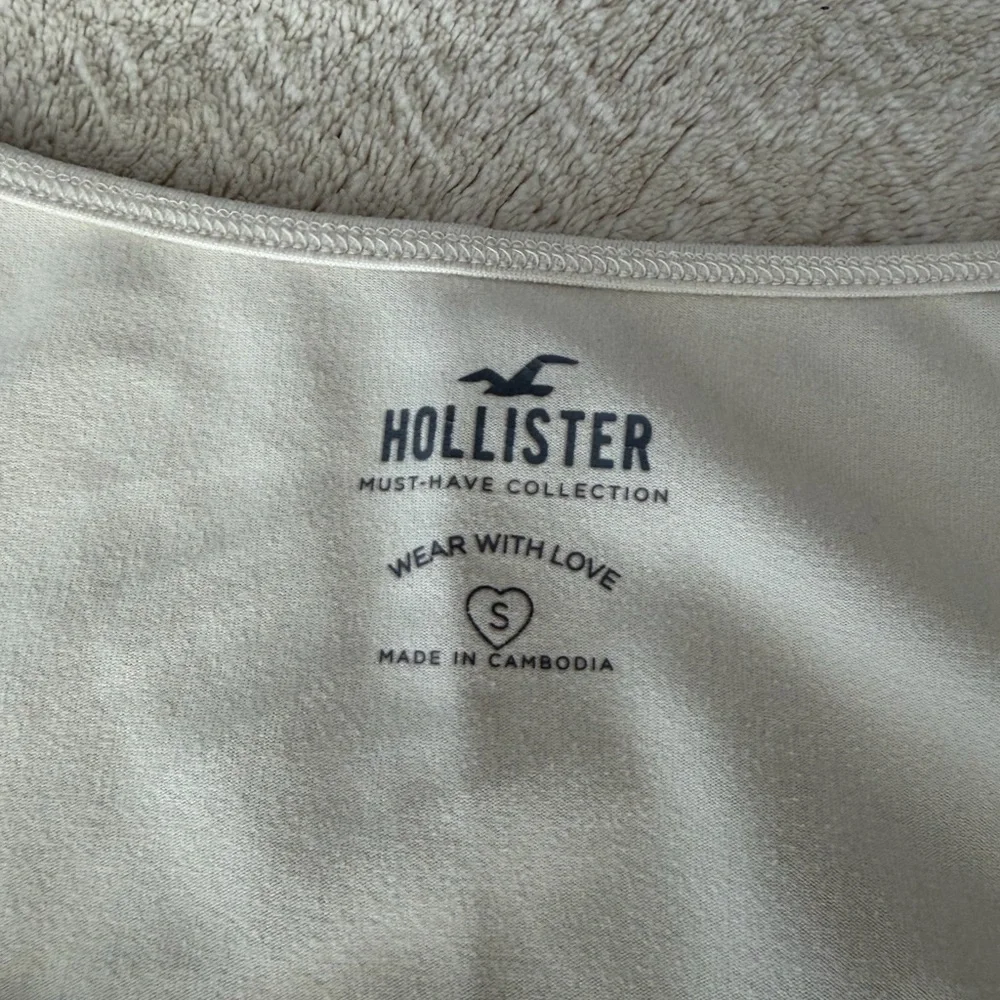 HOLLISTER
MUST-HAVE COLLECTION
WEAR WITH LOVE
S
MADE IN CAMBODIA